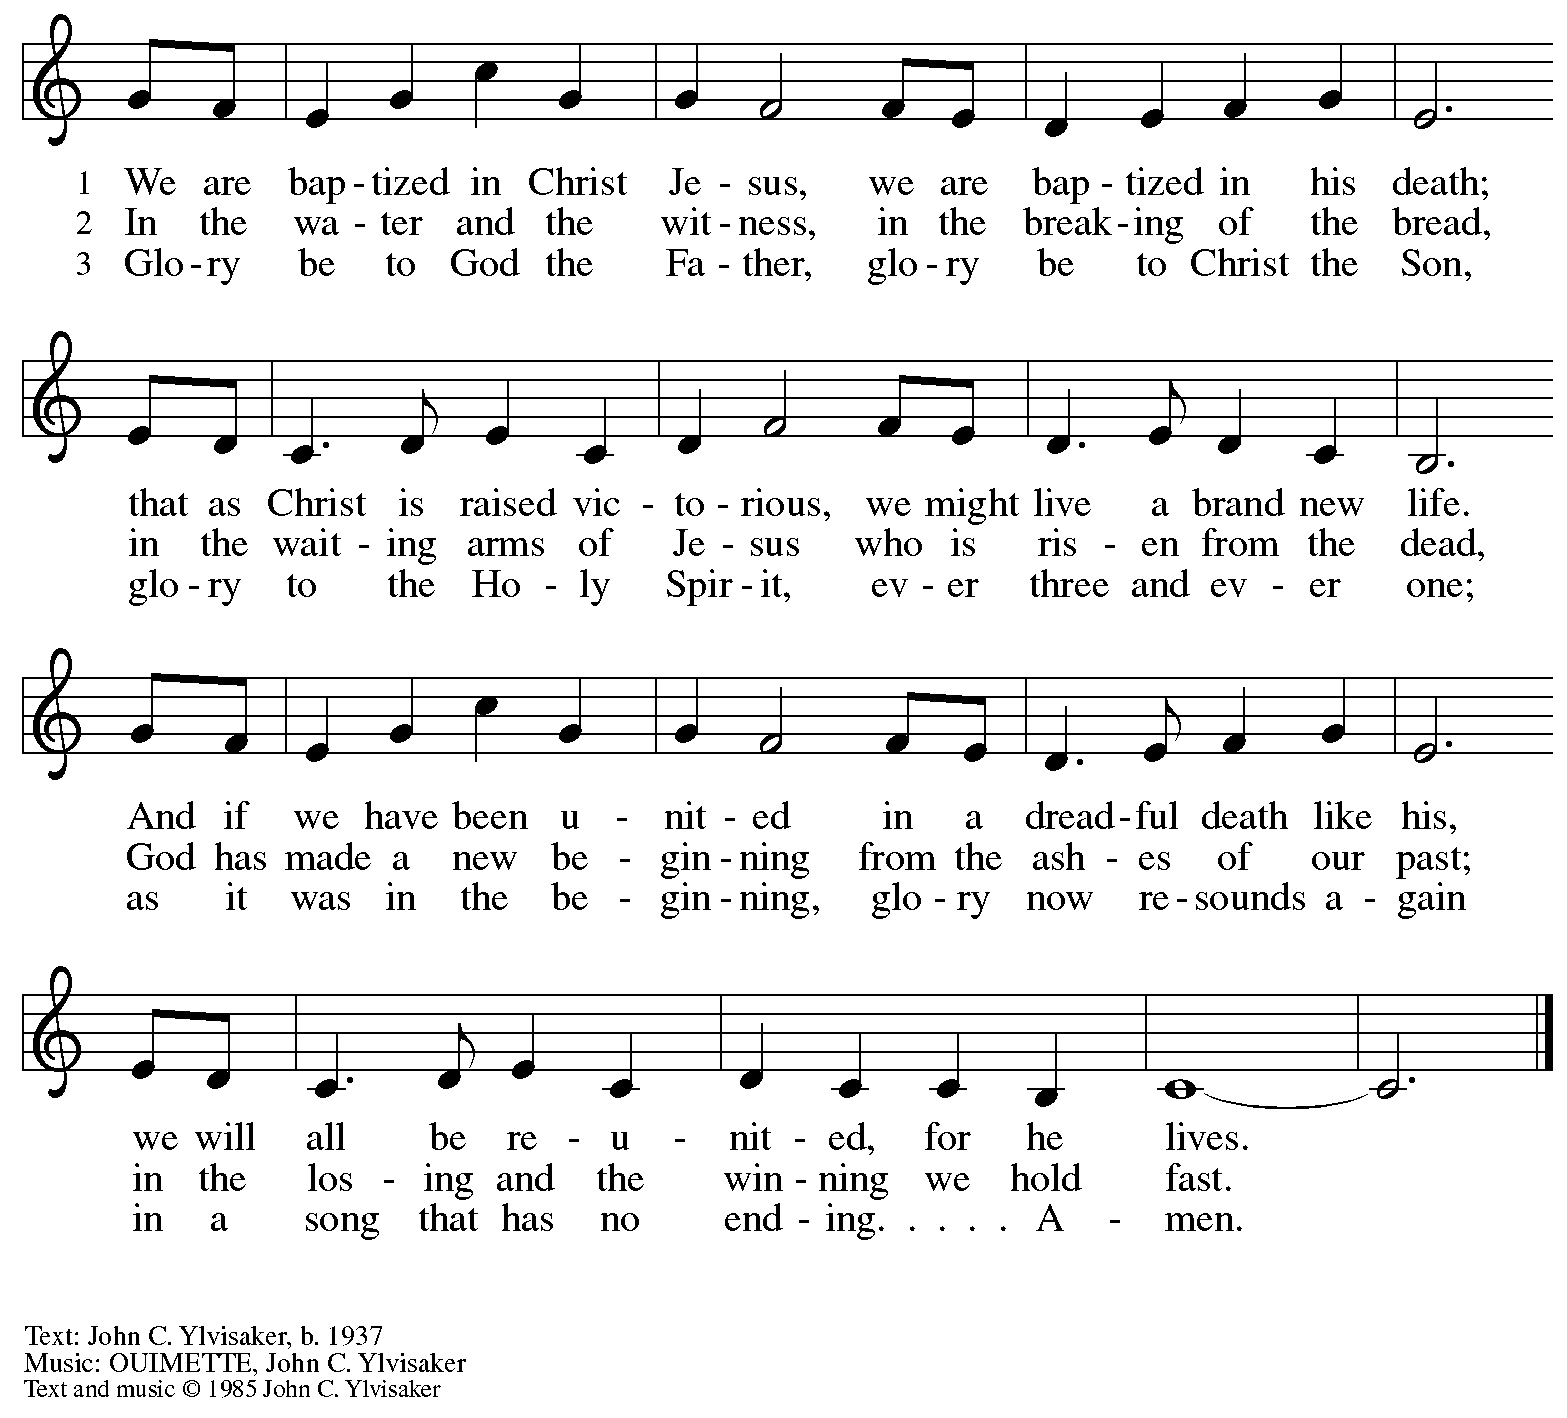 1 We are bap - tized in Christ Je - sus, we are bap - tized in his death;
2 In the wa - ter and the wit - ness, in the break - ing of the bread,
3 Glo - ry be to God the Fa - ther, glo - ry be to Christ the Son,
that as Christ is raised vic - to - rious, we might live a brand new life.
in the wait - ing arms of Je - sus who is ris - en from the dead,
glo - ry to the Ho - ly Spir - it, ev - er three and ev - er one;
And if we have been u - nit - ed in a dread - ful death like his,
God has made a new be - gin - ning from the ash - es of our past;
as it was in the be - gin - ning, glo - ry now re - sounds a - gain
we will all be re - u - nit - ed, for he lives.
in the los - ing and the win - ning we hold fast.
in a song that has no end - ing. . . . . A - men.
Text: John C. Ylvisaker, b. 1937
Music: OUIMETTE, John C. Ylvisaker
Text and music © 1985 John C. Ylvisaker